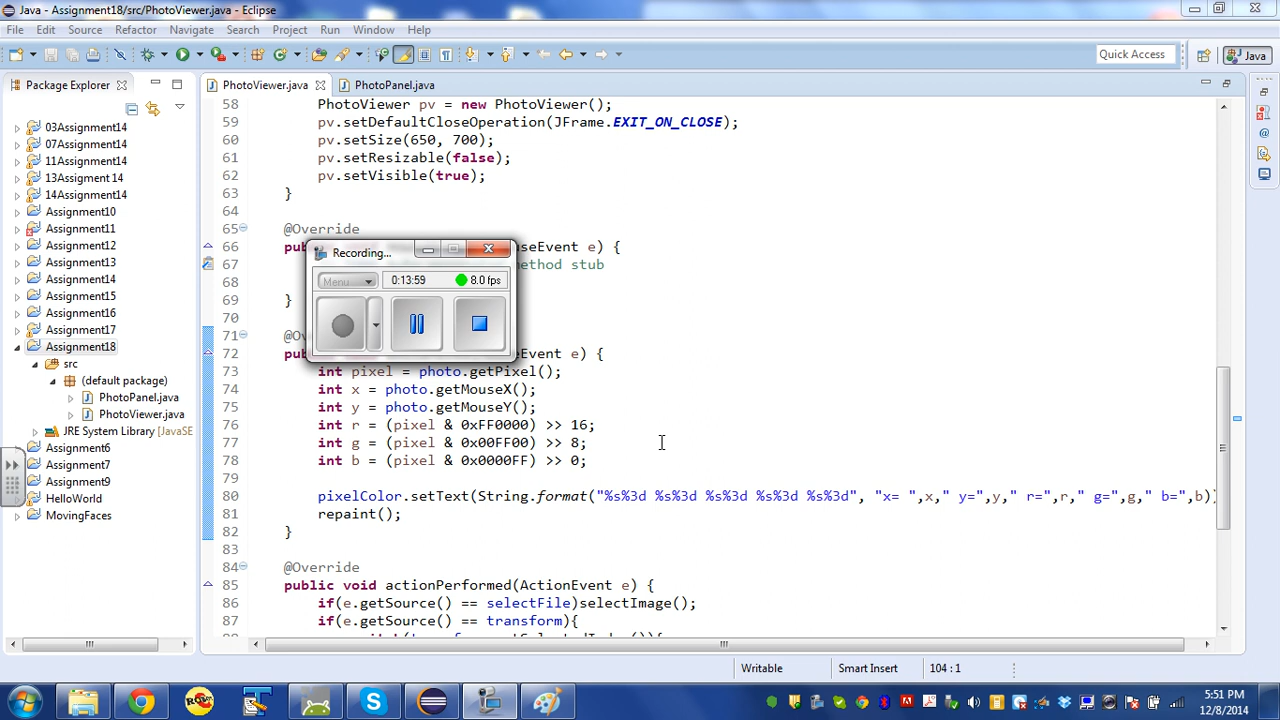 Java - Assignment18/src/PhotoViewer.java - Eclipse
File Edit Source Refactor Navigate Search Project Run Window Help
Quick Access
Java
Package Explorer
PhotoViewer.java
PhotoPanel.java
03Assignment14
07Assignment14
11Assignment14
13Assignment 14
14Assignment14
Assignment10
Assignment11
Assignment12
Assignment13
Assignment14
Assignment15
Assignment16
Assignment17
Assignment18
src
(default package)
PhotoPanel.java
PhotoViewer.java
JRE System Library [JavaSE
Assignment6
Assignment7
Assignment9
HelloWorld
MovingFaces
58 PhotoViewer pv = new PhotoViewer();
59 pv.setDefaultCloseOperation(JFrame.EXIT_ON_CLOSE);
60 pv.setSize(650, 700);
61 pv.setResizable(false);
62 pv.setVisible(true);
63 }
64
65 @Override
66 pu useEvent e) {
67 method stub
68
69 }
70
71 @Ov
72 pub eEvent e) {
73 int pixel = photo.getPixel();
74 int x = photo.getMouseX();
75 int y = photo.getMouseY();
76 int r = (pixel & 0xFF0000) >> 16;
77 int g = (pixel & 0x00FF00) >> 8;
78 int b = (pixel & 0x0000FF) >> 0;
79
80 pixelColor.setText(String.format("%s%3d %s%3d %s%3d %s%3d %s%3d", "x= ",x," y=",y," r=",r," g=",g," b=",b))
81 repaint();
82 }
83
84 @Override
85 public void actionPerformed(ActionEvent e) {
86 if(e.getSource() == selectFile)selectImage();
87 if(e.getSource() == transform){
Recording...
Menu
0:13:59
8.0 fps
Writable
Smart Insert
104 : 1
5:51 PM
12/8/2014